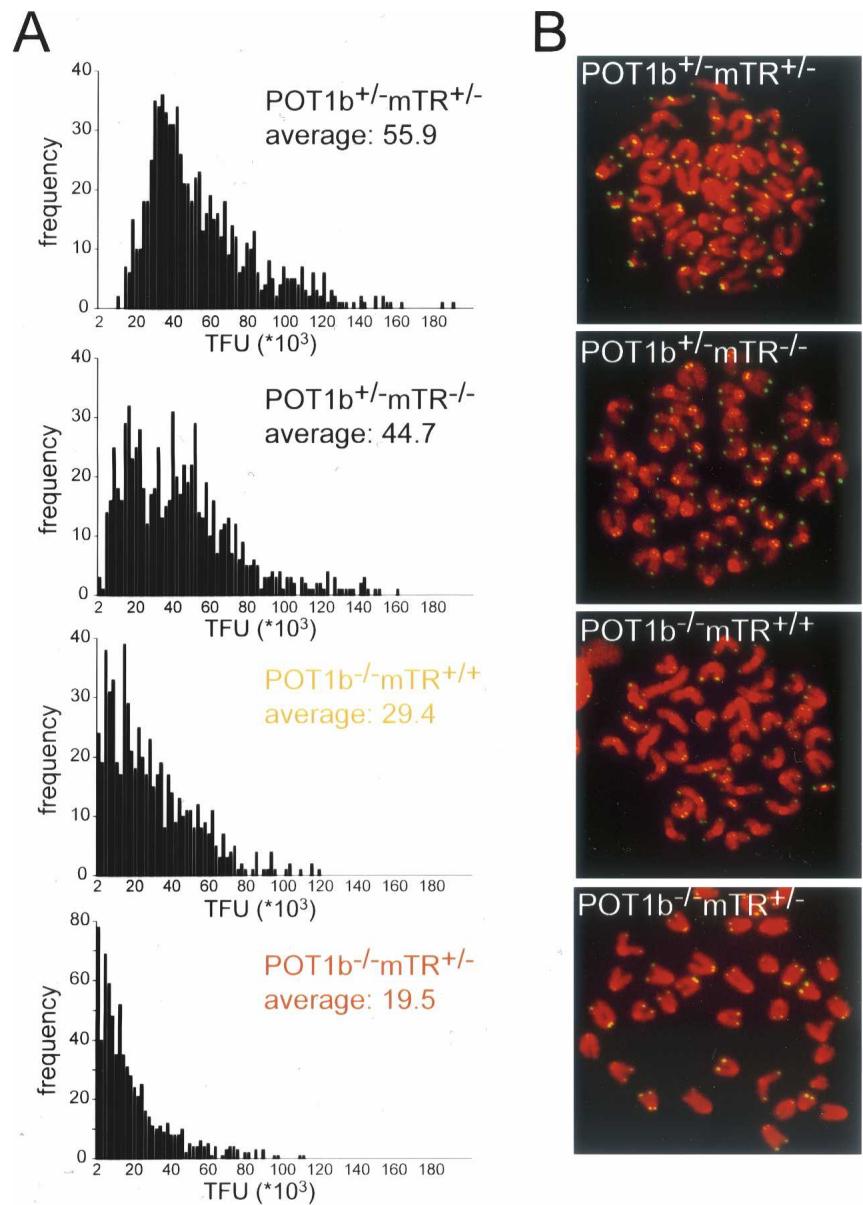 A
B
40
30
20
10
0
frequency
POT1b+/-mTR+/-
average: 55.9
2 20 40 60 80 100 120 140 180
TFU (*10³)
40
30
20
10
0
frequency
POT1b+/-mTR-/-
average: 44.7
2 20 40 60 80 100 120 140 180
TFU (*10³)
40
30
20
10
0
frequency
POT1b-/-mTR+/+
average: 29.4
2 20 40 60 80 100 120 140 180
TFU (*10³)
80
60
40
20
0
frequency
POT1b-/-mTR+/-
average: 19.5
2 20 40 60 80 100 120 140 180
TFU (*10³)
POT1b+/-mTR+/-
POT1b+/-mTR-/-
POT1b-/-mTR+/+
POT1b-/-mTR+/-